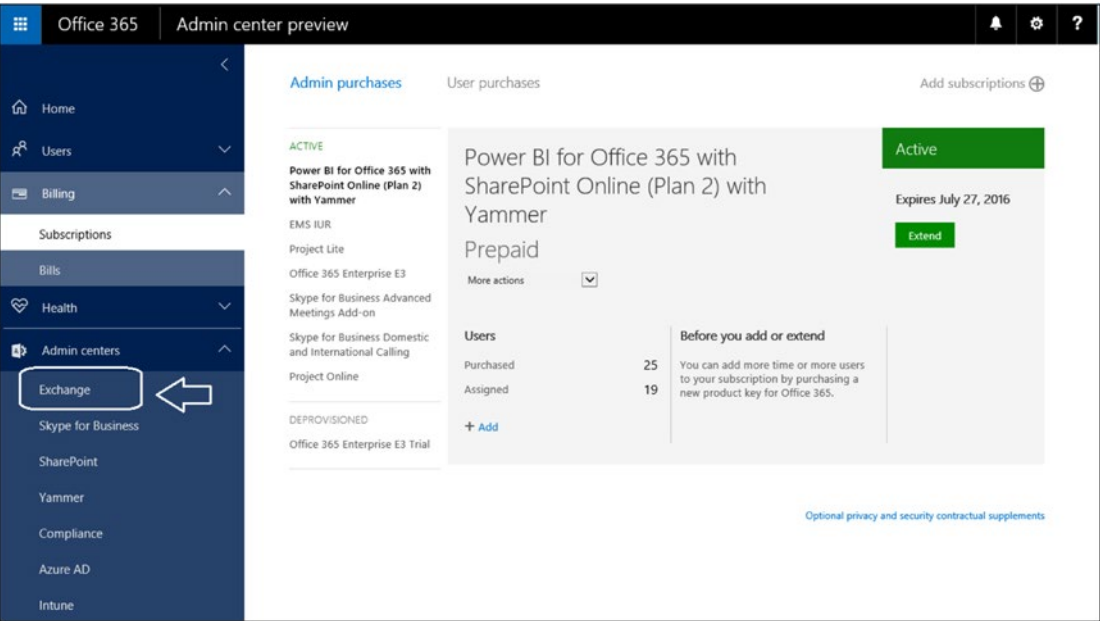 Office 365
Admin center preview
?
Home
Users
Billing
Subscriptions
Bills
Health
Admin centers
Exchange
Skype for Business
SharePoint
Yammer
Compliance
Azure AD
Intune
Admin purchases
User purchases
Add subscriptions
ACTIVE
Power BI for Office 365 with
SharePoint Online (Plan 2)
with Yammer
EMS IUR
Project Lite
Office 365 Enterprise E3
Skype for Business Advanced
Meetings Add-on
Skype for Business Domestic
and International Calling
Project Online
DEPROVISIONED
Office 365 Enterprise E3 Trial
Power BI for Office 365 with
SharePoint Online (Plan 2) with
Yammer
Prepaid
More actions
Users
Purchased 25
Assigned 19
+ Add
Before you add or extend
You can add more time or more users
to your subscription by purchasing a
new product key for Office 365.
Active
Expires July 27, 2016
Extend
Optional privacy and security contractual supplements